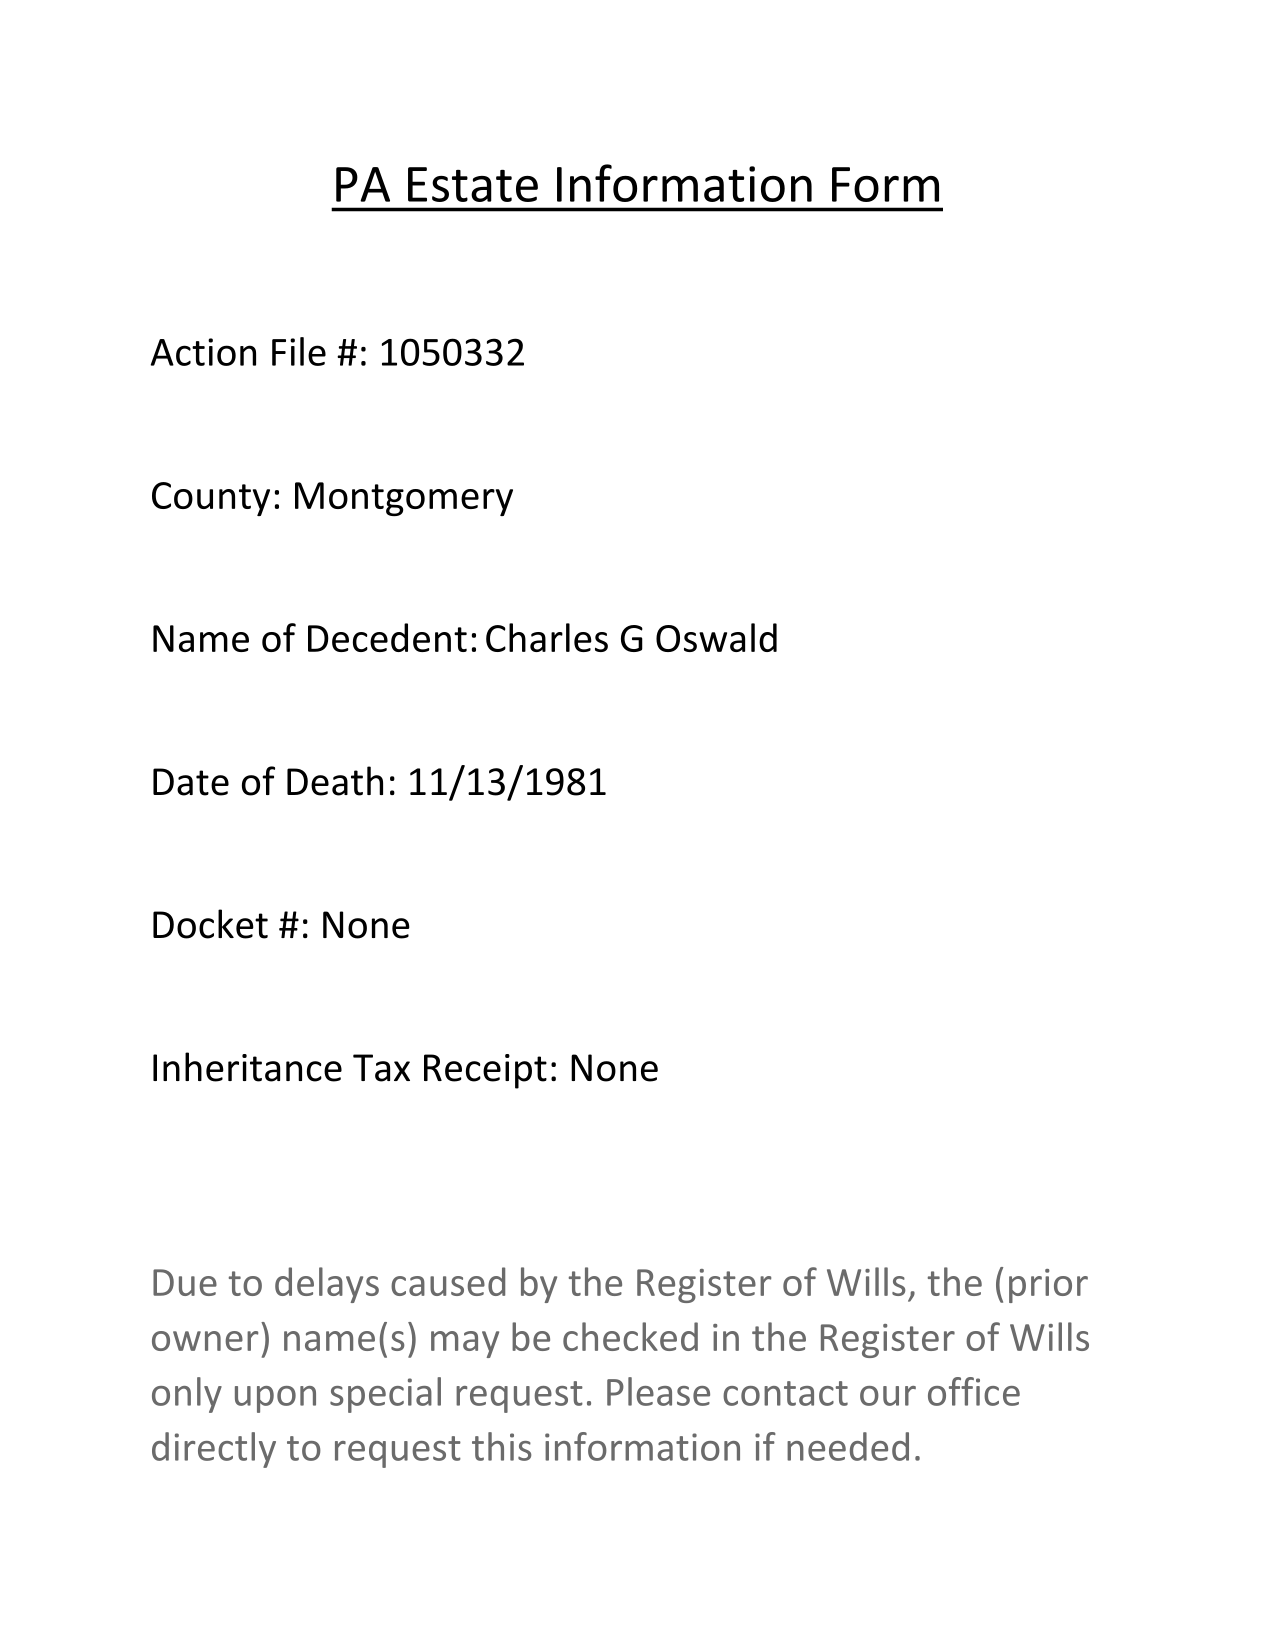 PA Estate Information Form
Action File #: 1050332
County: Montgomery
Name of Decedent: Charles G Oswald
Date of Death: 11/13/1981
Docket #: None
Inheritance Tax Receipt: None
Due to delays caused by the Register of Wills, the (prior
owner) name(s) may be checked in the Register of Wills
only upon special request. Please contact our office
directly to request this information if needed.